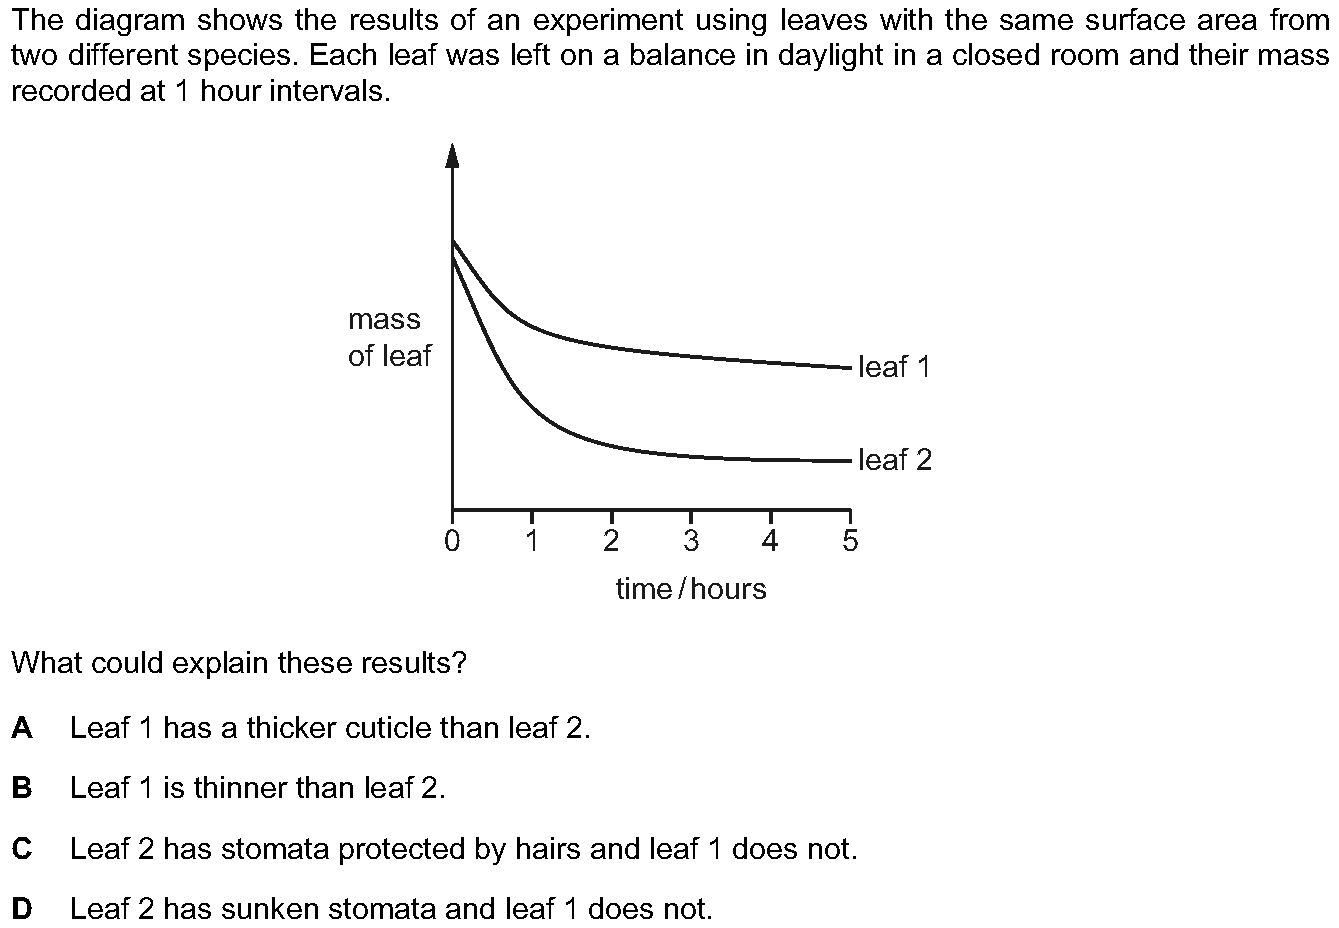 The diagram shows the results of an experiment using leaves with the same surface area from
two different species. Each leaf was left on a balance in daylight in a closed room and their mass
recorded at 1 hour intervals.
mass
of leaf
leaf 1
leaf 2
0 1 2 3 4 5
time / hours
What could explain these results?
A Leaf 1 has a thicker cuticle than leaf 2.
B Leaf 1 is thinner than leaf 2.
C Leaf 2 has stomata protected by hairs and leaf 1 does not.
D Leaf 2 has sunken stomata and leaf 1 does not.